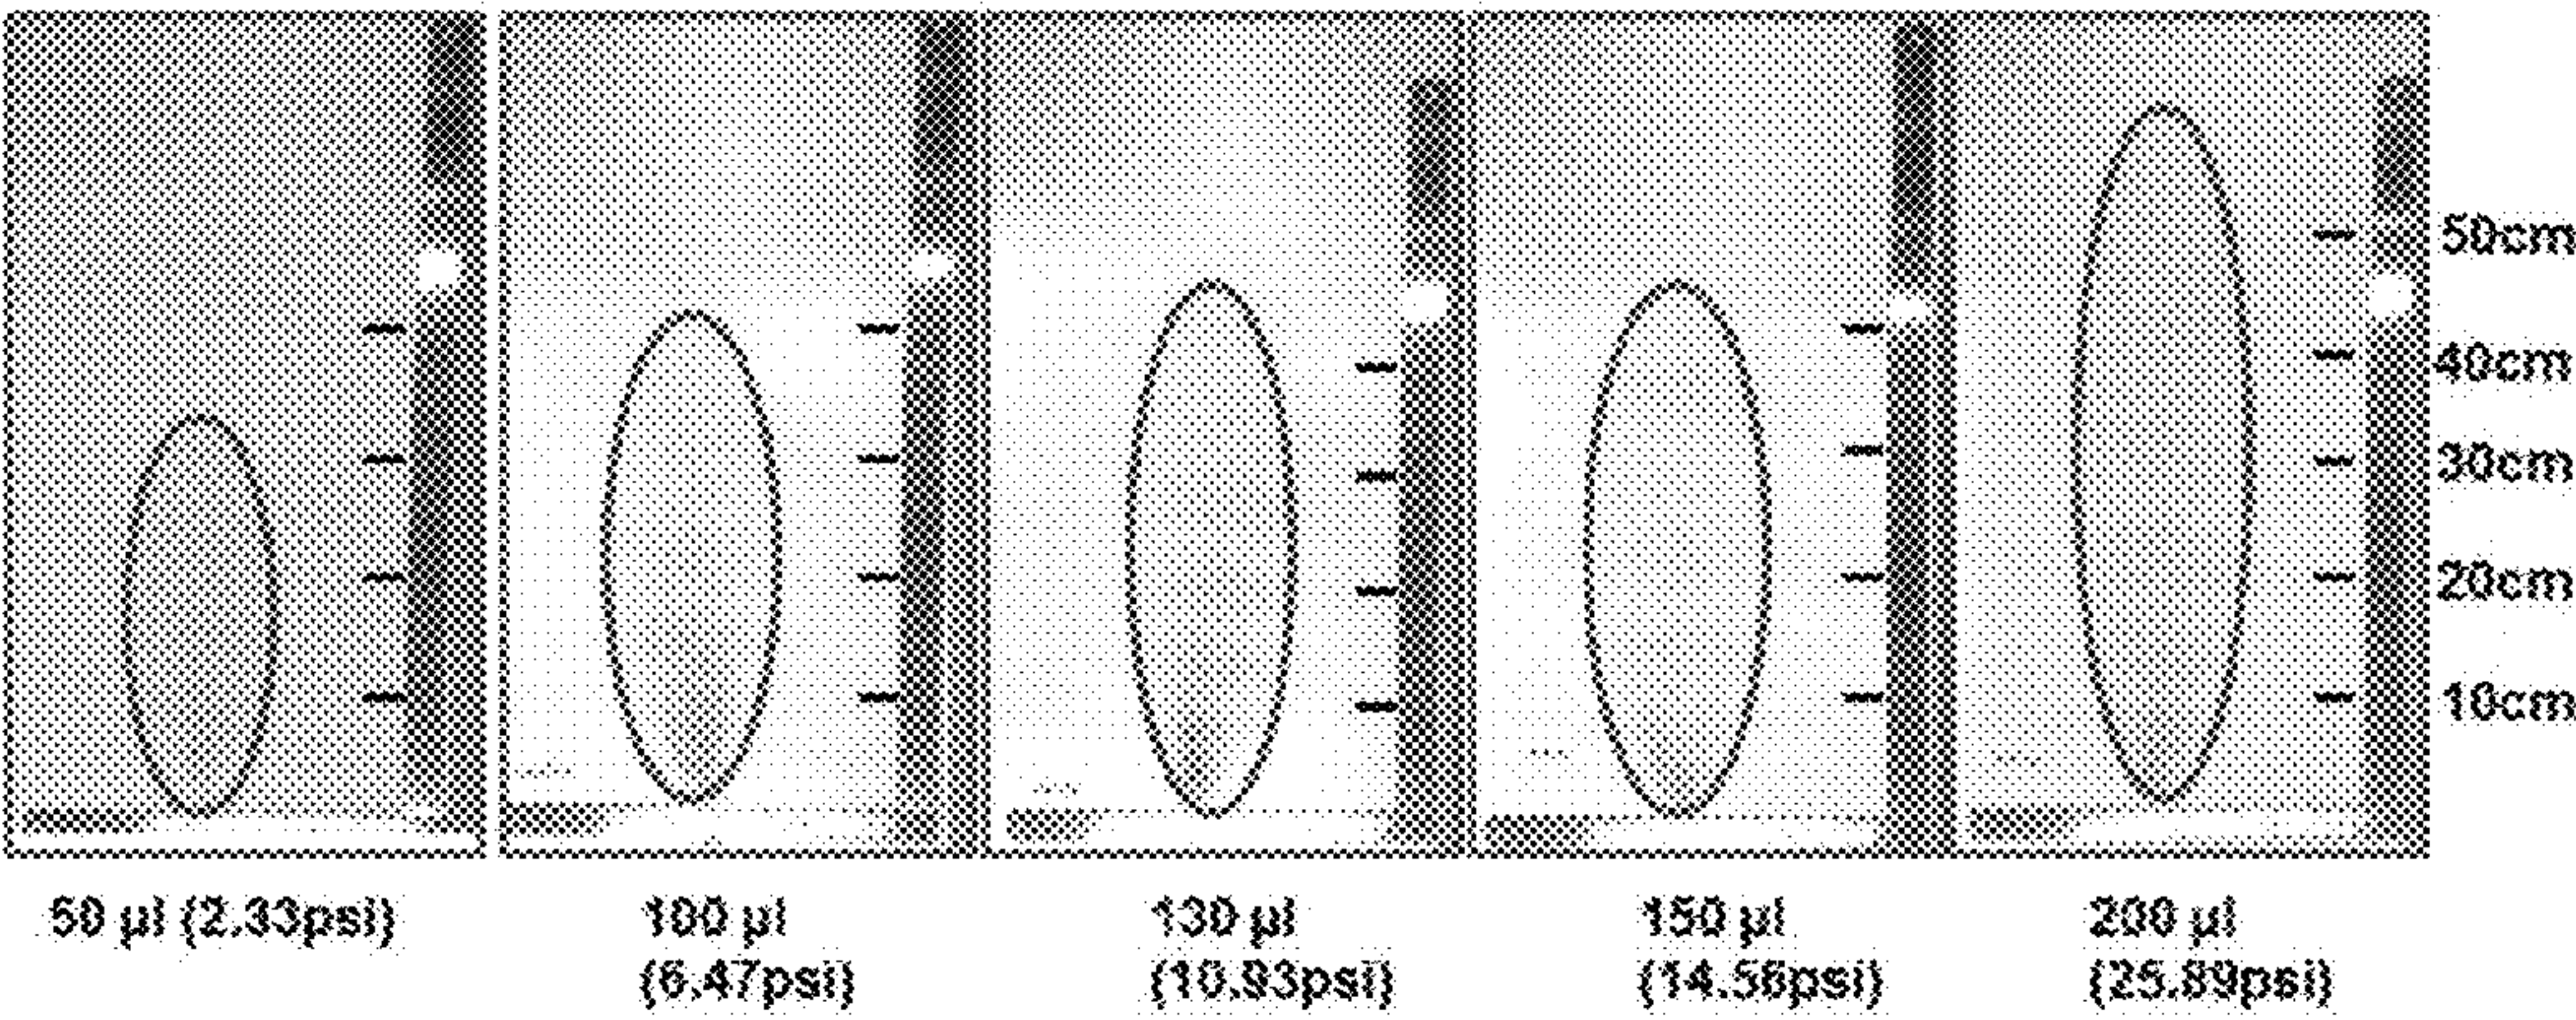 50cm
40cm
30cm
20cm
10cm
50 µl (2.33psi)
100 µl
(6.47psi)
130 µl
(10.93psi)
150 µl
(14.56psi)
200 µl
(25.89psi)